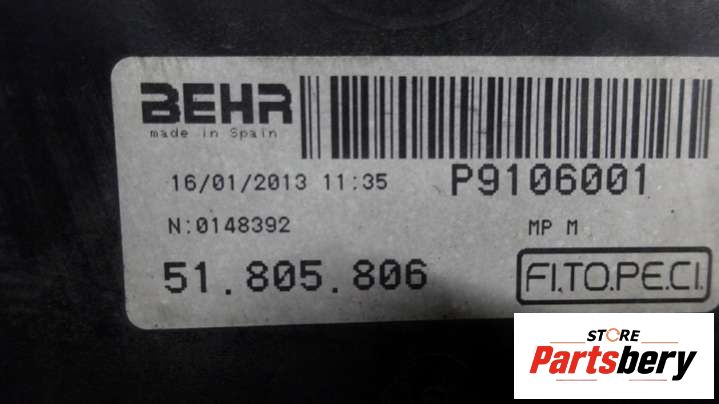 BEHR
made in Spain
16/01/2013 11:35
P9106001
N:0148392
MP M
51.805.806
FI.TO.PE.CI.
STORE
Partsbery